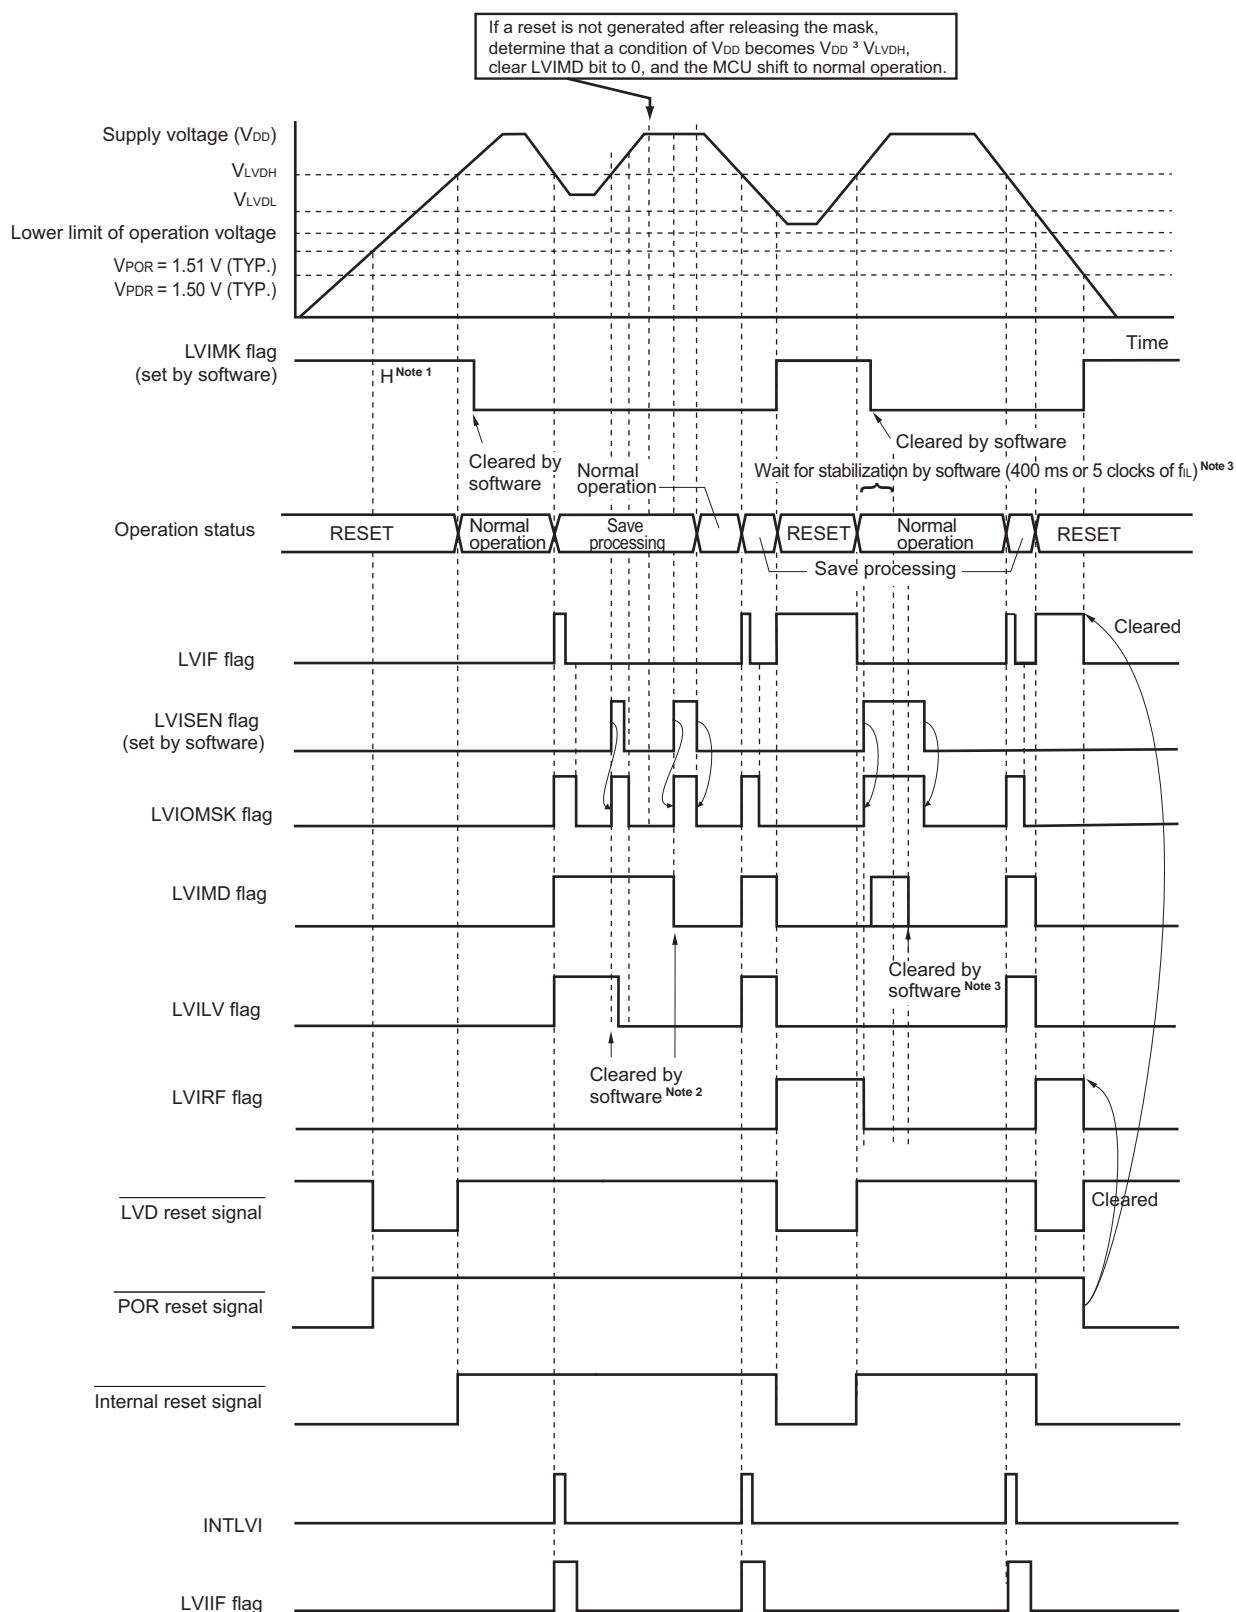 If a reset is not generated after releasing the mask,
determine that a condition of VDD becomes VDD ³ VLVDH,
clear LVIMD bit to 0, and the MCU shift to normal operation.
Supply voltage (VDD)
VLVDH
VLVDL
Lower limit of operation voltage
VPOR = 1.51 V (TYP.)
VPDR = 1.50 V (TYP.)
Time
LVIMK flag
(set by software)
H Note 1
Cleared by
software
Cleared by software
Normal
operation
Wait for stabilization by software (400 ms or 5 clocks of fIL) Note 3
Operation status
RESET
Normal
operation
Save
processing
RESET
Normal
operation
RESET
Save processing
LVIF flag
Cleared
LVISEN flag
(set by software)
LVIOMSK flag
LVIMD flag
Cleared by
software Note 3
LVILV flag
Cleared by
software Note 2
LVIRF flag
LVD reset signal
Cleared
POR reset signal
Internal reset signal
INTLVI
LVIIF flag